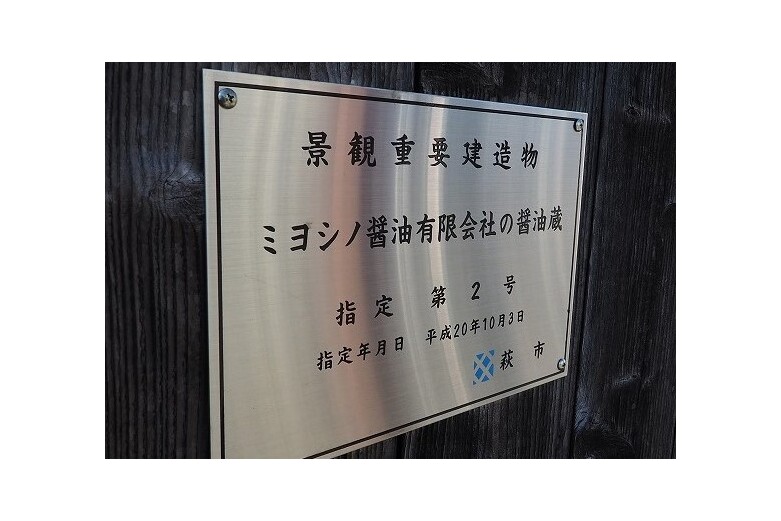 景観重要建造物
ミヨシノ醤油有限会社の醤油蔵
指定 第2号
指定年月日 平成20年10月3日
萩市